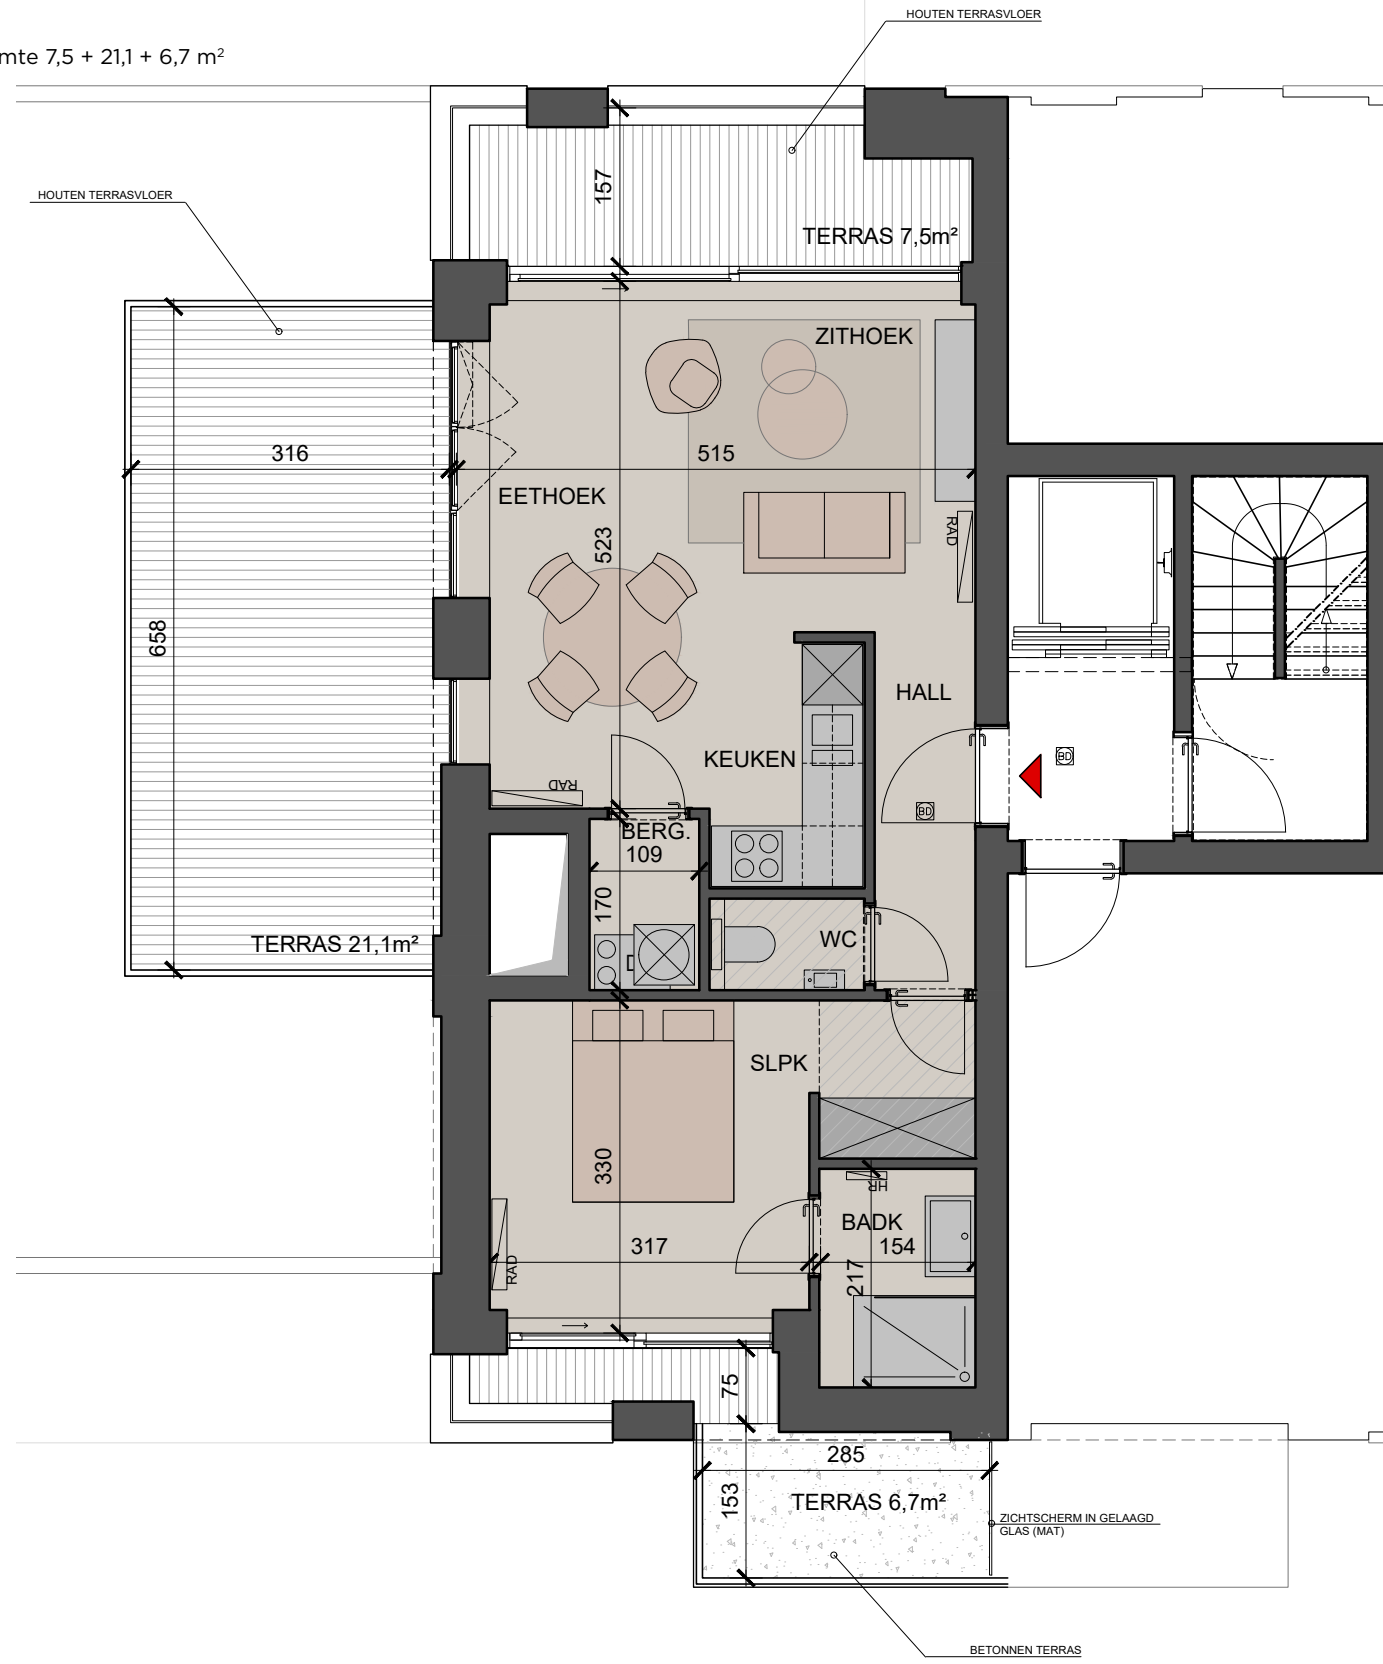 HOUTEN TERRASVLOER
mte 7,5 + 21,1 + 6,7 m²
HOUTEN TERRASVLOER
157
TERRAS 7,5m²
ZITHOEK
316
515
EETHOEK
RAD
523
658
HALL
KEUKEN
BD
RAD
BD
BERG.
109
170
WC
TERRAS 21,1m²
SLPK
330
HR
BADK
317
154
RAD
217
75
285
153
TERRAS 6,7m²
ZICHTSCHERM IN GELAAGD
GLAS (MAT)
BETONNEN TERRAS